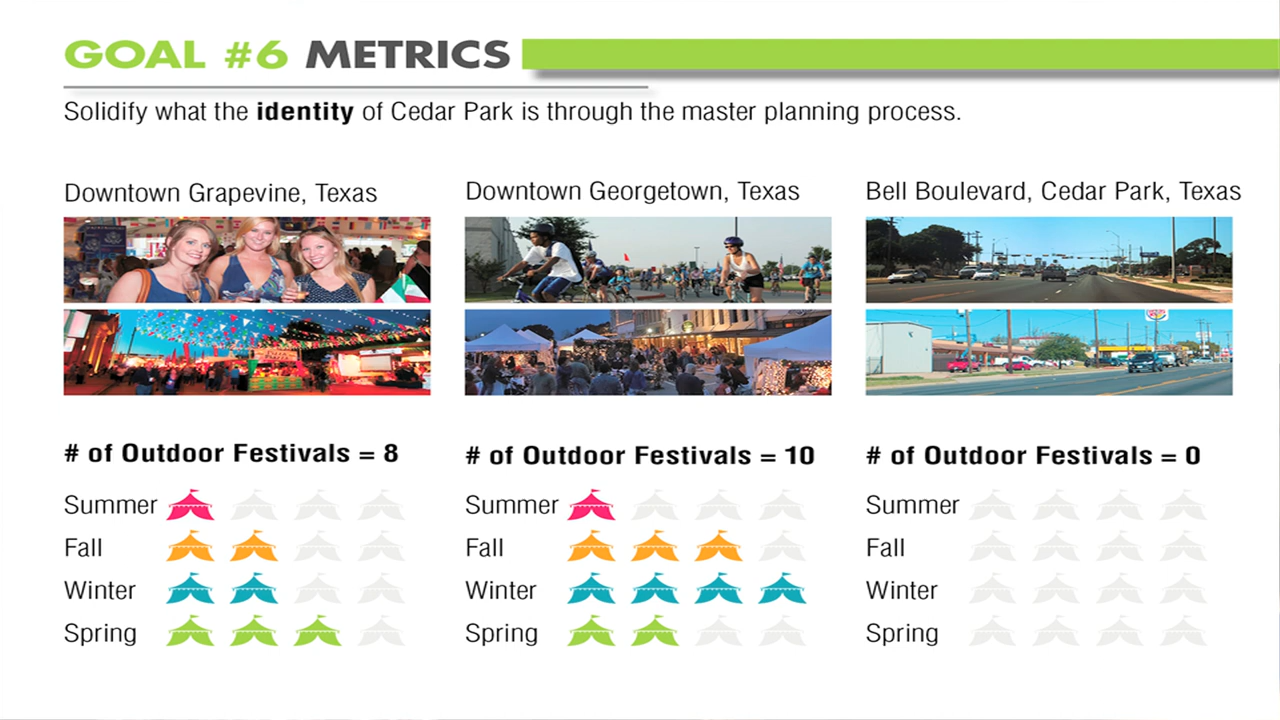 GOAL #6 METRICS
Solidify what the identity of Cedar Park is through the master planning process.
Downtown Grapevine, Texas
Downtown Georgetown, Texas
Bell Boulevard, Cedar Park, Texas
# of Outdoor Festivals = 8
Summer
Fall
Winter
Spring
# of Outdoor Festivals = 10
Summer
Fall
Winter
Spring
# of Outdoor Festivals = 0
Summer
Fall
Winter
Spring